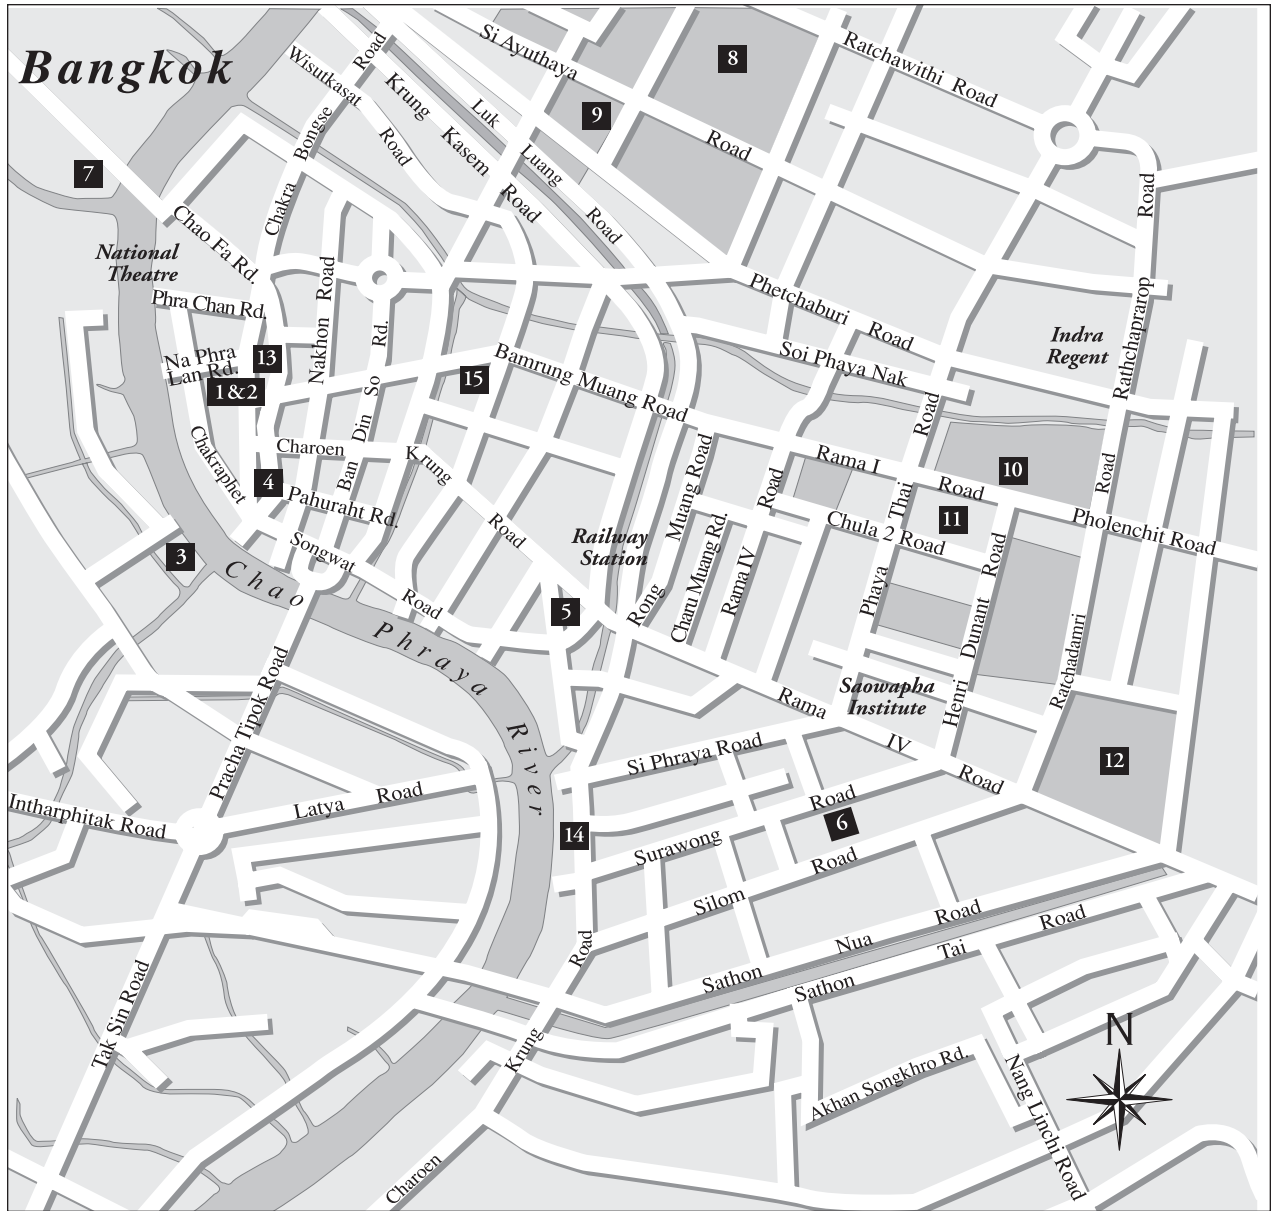 Bangkok
Si Ayuthaya
Road
Ratchawithi Road
8
9
7
Wisutkasat
Road
Chakra Bongse
Road
Krung Kasem Road
Luk Luang Road
Chao Fa Rd.
National
Theatre
Phra Chan Rd.
Na Phra
Lan Rd.
13
1&2
Nakhon Road
Ban Din So Rd.
15
Bamrung Muang Road
Phetchaburi Road
Soi Phaya Nak
Indra
Regent
Rathchaprarop
Road
Chakraphet
Charoen
Krung
Road
4
Pahuraht Rd.
3
Songwat
Road
Railway
Station
5
Rong Muang Road
Charu Muang Rd.
Rama IV
Road
Rama I
Road
10
11
Pholenchit Road
Chula 2 Road
Phaya Thai Road
Henri Dunant Road
Ratchadamri
Road
Chao
Phraya
River
Saowapha
Institute
Rama
IV
Road
12
Pracha Tipok Road
Intharphitak Road
Latya Road
Si Phraya Road
14
6
Surawong
Road
Silom
Road
Sathon Nua Road
Sathon Tai Road
Tak Sin Road
Charoen Krung Road
Akhan Songkhro Rd.
Nang Linchi Road
N